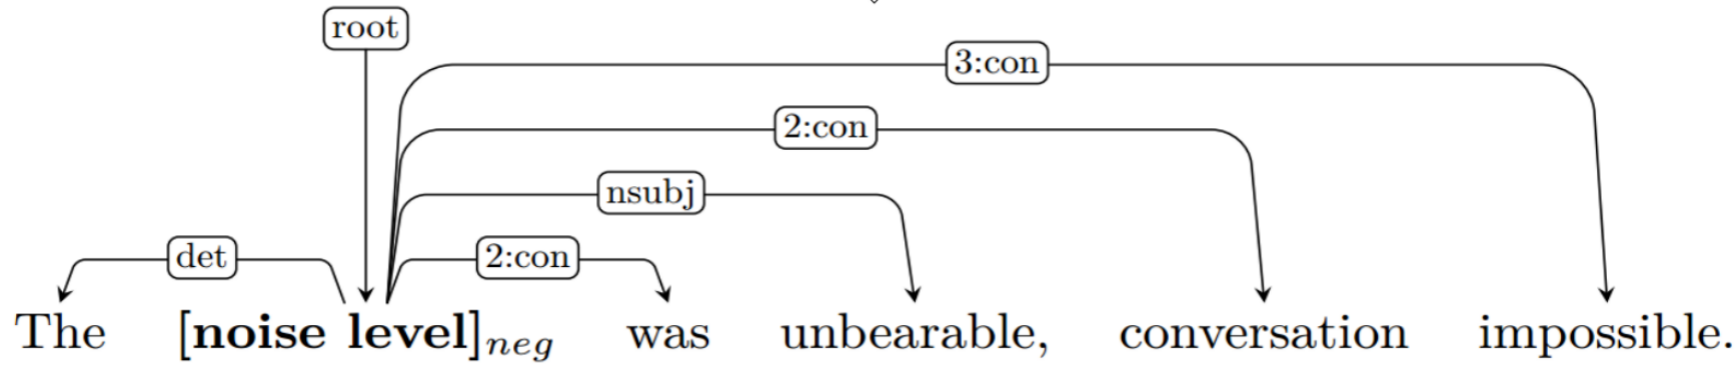 root
3:con
2:con
nsubj
det 2:con
The [noise level]neg was unbearable, conversation impossible.